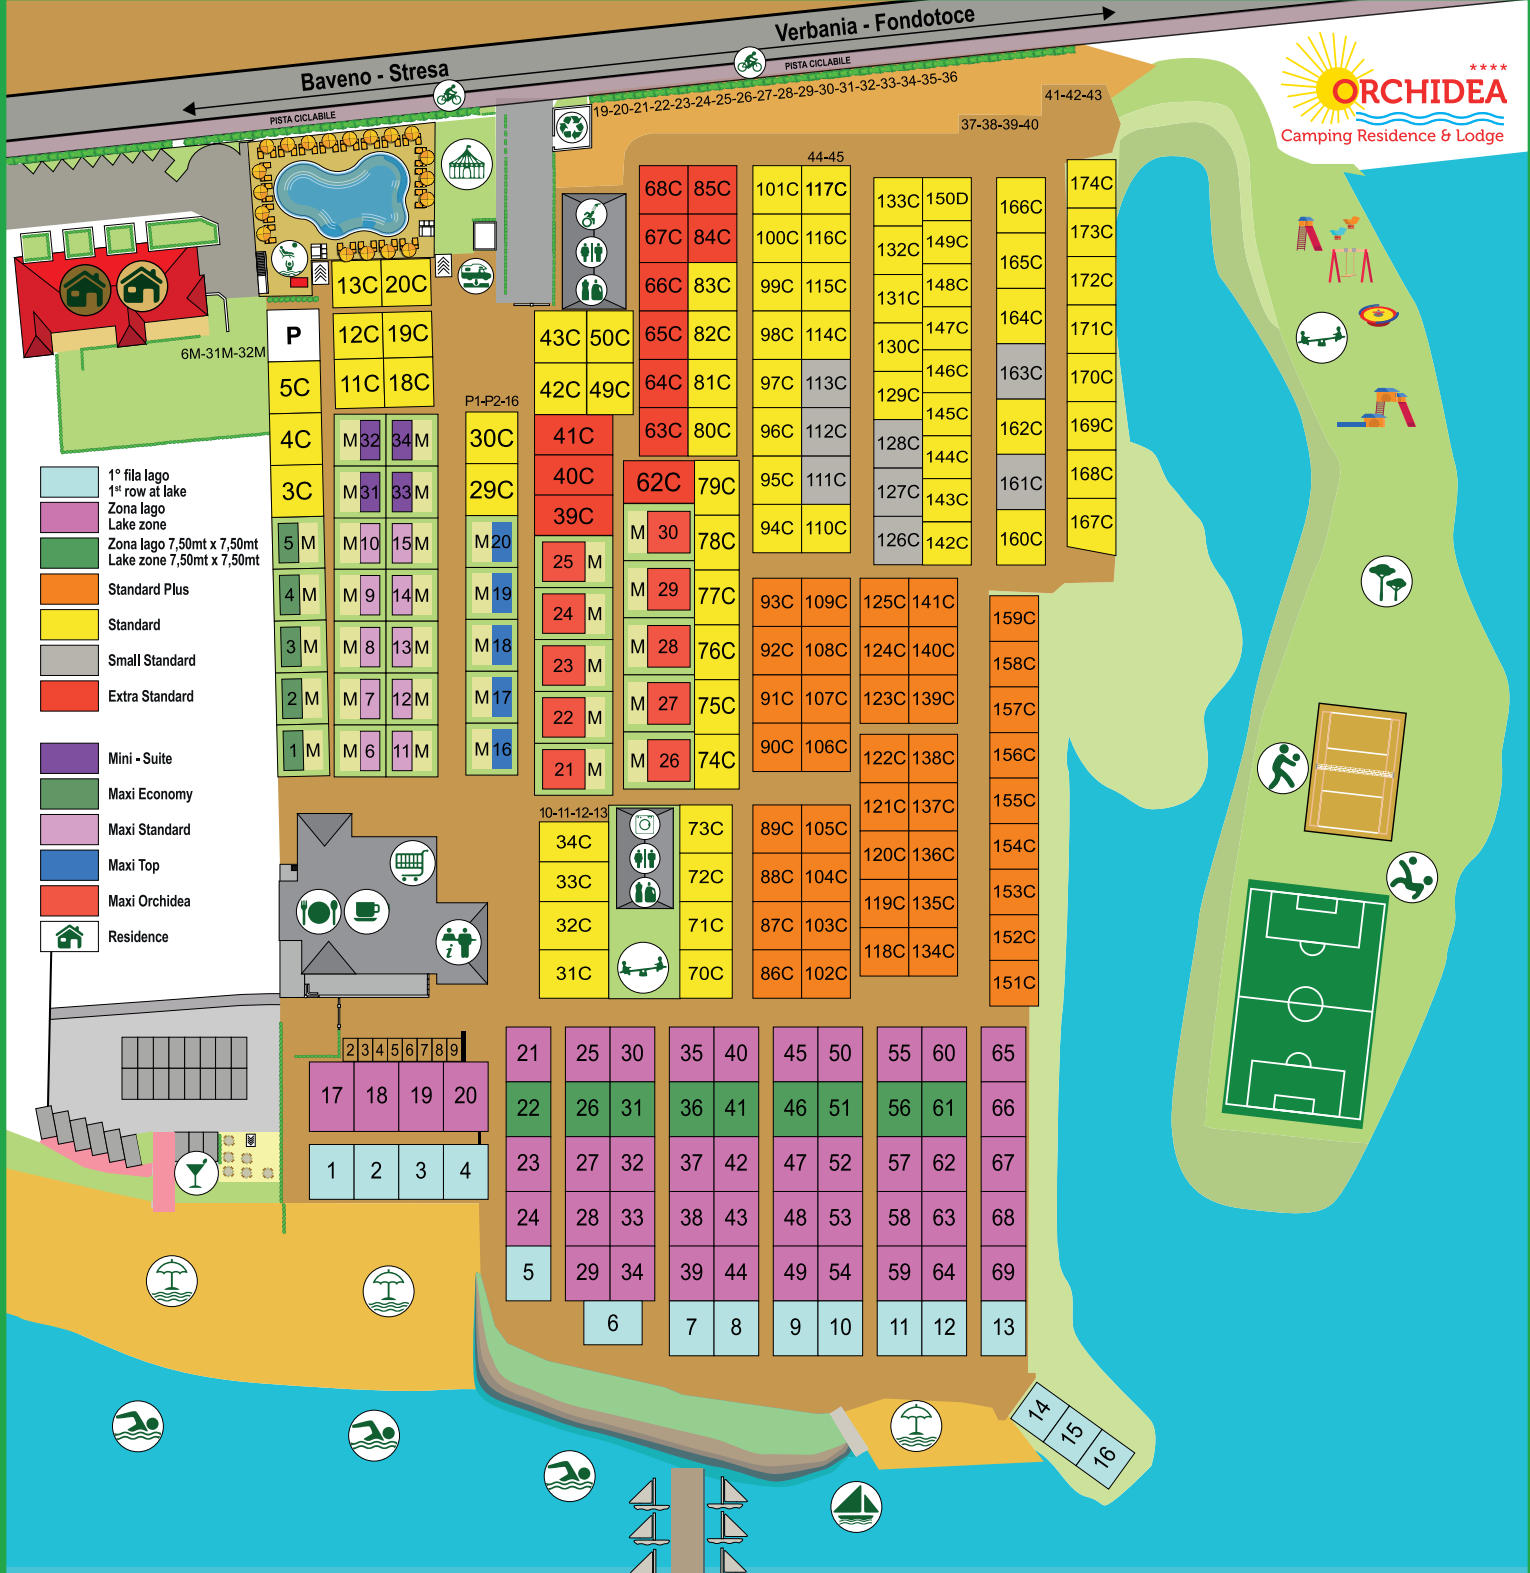 Verbania - Fondotoce
Baveno - Stresa
PISTA CICLABILE
PISTA CICLABILE
****
ORCHIDEA
Camping Residence & Lodge
19-20-21-22-23-24-25-26-27-28-29-30-31-32-33-34-35-36
41-42-43
37-38-39-40
44-45
6M-31M-32M
P1-P2-16
10-11-12-13
1° fila lago
1st row at lake
Zona lago
Lake zone
Zona lago 7,50mt x 7,50mt
Lake zone 7,50mt x 7,50mt
Standard Plus
Standard
Small Standard
Extra Standard
Mini - Suite
Maxi Economy
Maxi Standard
Maxi Top
Maxi Orchidea
Residence
P
5C
4C
3C
5 M
4 M
3 M
2 M
1 M
13C 20C
12C 19C
11C 18C
M 32 34 M
M 31 33 M
M 10 15 M
M 9 14 M
M 8 13 M
M 7 12 M
M 6 11 M
30C
29C
M 20
M 19
M 18
M 17
M 16
43C 50C
42C 49C
41C
40C
39C
25 M
24 M
23 M
22 M
21 M
68C 85C
67C 84C
66C 83C
65C 82C
64C 81C
63C 80C
62C 79C
M 30 78C
M 29 77C
M 28 76C
M 27 75C
M 26 74C
34C
33C
32C
31C
73C
72C
71C
70C
101C 117C
100C 116C
99C 115C
98C 114C
97C 113C
96C 112C
95C 111C
94C 110C
93C 109C
92C 108C
91C 107C
90C 106C
89C 105C
88C 104C
87C 103C
86C 102C
133C 150D
132C 149C
131C 148C
130C 147C
129C 146C
128C 145C
127C 144C
126C 143C
142C
125C 141C
124C 140C
123C 139C
122C 138C
121C 137C
120C 136C
119C 135C
118C 134C
166C
165C
164C
163C
162C
161C
160C
174C
173C
172C
171C
170C
169C
168C
167C
159C
158C
157C
156C
155C
154C
153C
152C
151C
i
2 3 4 5 6 7 8 9
17 18 19 20
1 2 3 4
21 25 30 35 40 45 50 55 60 65
22 26 31 36 41 46 51 56 61 66
23 27 32 37 42 47 52 57 62 67
24 28 33 38 43 48 53 58 63 68
5 29 34 39 44 49 54 59 64 69
6 7 8 9 10 11 12 13
14
15
16